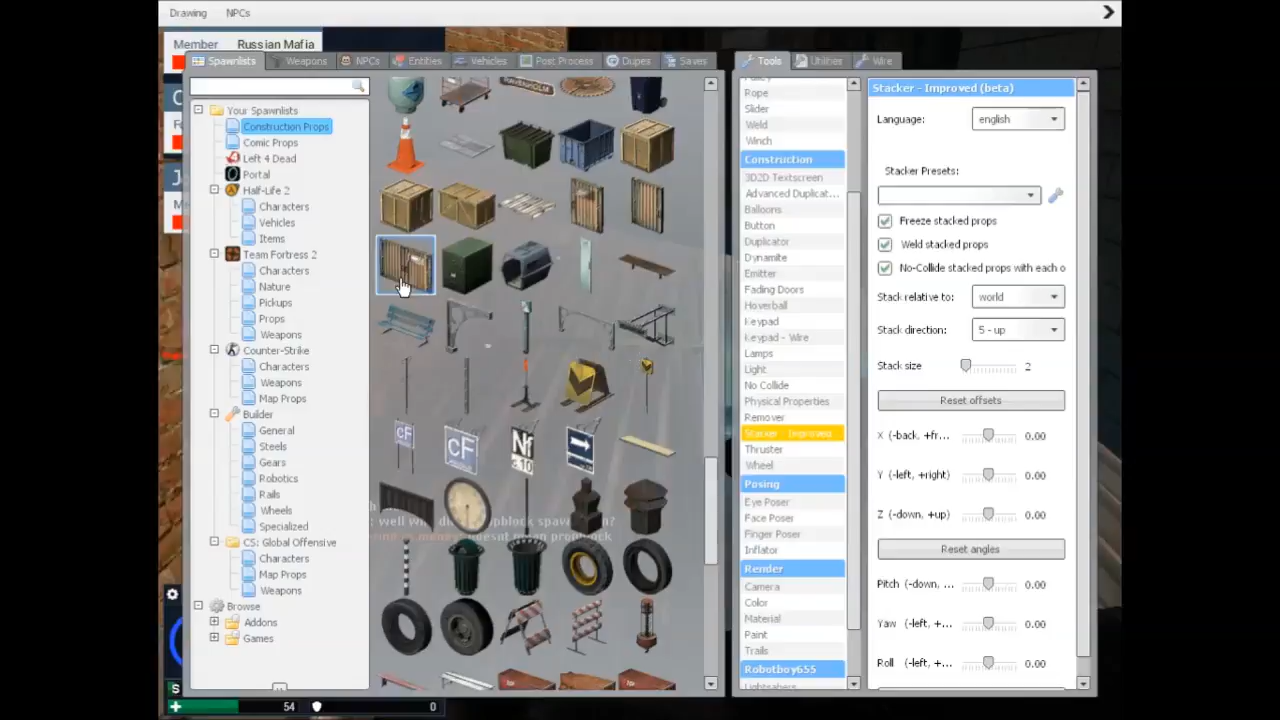 Drawing NPCs
Member Russian Mafia
Spawnlists Weapons NPCs Entities Vehicles Post Process Dupes Saves
Tools Utilities Wire
Your Spawnlists
Construction Props
Comic Props
Left 4 Dead
Portal
Half-Life 2
Characters
Vehicles
Items
Team Fortress 2
Characters
Nature
Pickups
Props
Weapons
Counter-Strike
Characters
Weapons
Map Props
Builder
General
Steels
Gears
Robotics
Rails
Wheels
Specialized
CS: Global Offensive
Characters
Map Props
Weapons
Browse
Addons
Games
cF
cF
Nf
Rope
Slider
Weld
Winch
Construction
3D2D Textscreen
Advanced Duplicat...
Balloons
Button
Duplicator
Dynamite
Emitter
Fading Doors
Hoverball
Keypad
Keypad - Wire
Lamps
Light
No Collide
Physical Properties
Remover
Stacker - Improved
Thruster
Wheel
Posing
Eye Poser
Face Poser
Finger Poser
Inflator
Render
Camera
Color
Material
Paint
Trails
Robotboy655
Lightsabers
Stacker - Improved (beta)
Language: english
Stacker Presets:
Freeze stacked props
Weld stacked props
No-Collide stacked props with each o
Stack relative to: world
Stack direction: 5 - up
Stack size 2
Reset offsets
X (-back, +fr... 0.00
Y (-left, +right) 0.00
Z (-down, +up) 0.00
Reset angles
Pitch (-down, ... 0.00
Yaw (-left, +... 0.00
Roll (-left, +... 0.00
54 0